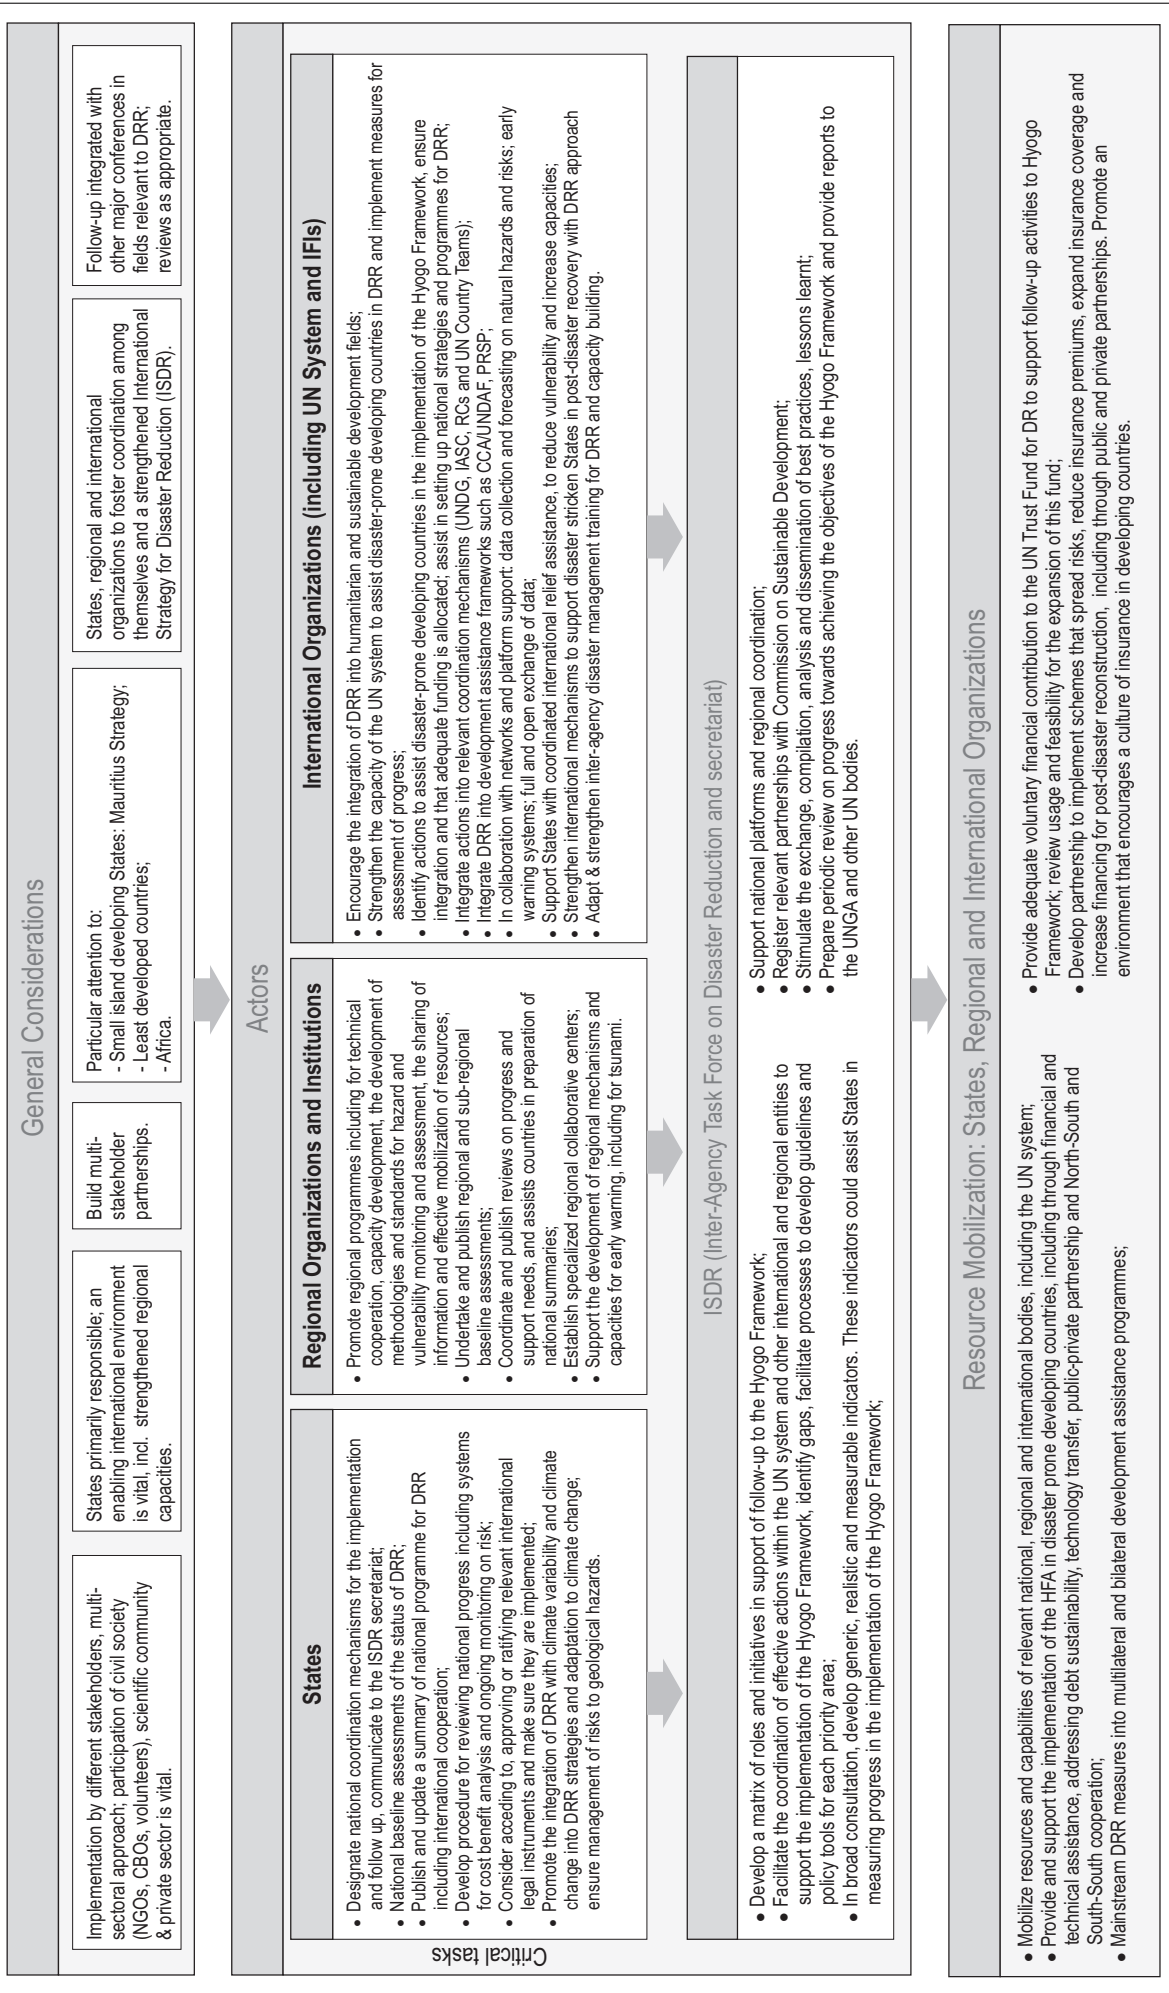 General Considerations
Implementation by different stakeholders, multi-
sectoral approach; participation of civil society
(NGOs, CBOs, volunteers), scientific community
& private sector is vital.
States primarily responsible; an
enabling international environment
is vital, incl. strengthened regional
capacities.
Build multi-
stakeholder
partnerships.
Particular attention to:
- Small island developing States: Mauritius Strategy;
- Least developed countries;
- Africa.
States, regional and international
organizations to foster coordination among
themselves and a strengthened International
Strategy for Disaster Reduction (ISDR).
Follow-up integrated with
other major conferences in
fields relevant to DRR;
reviews as appropriate.
Actors
Critical tasks
States
• Designate national coordination mechanisms for the implementation
and follow up, communicate to the ISDR secretariat;
• National baseline assessments of the status of DRR;
• Publish and update a summary of national programme for DRR
including international cooperation;
• Develop procedure for reviewing national progress including systems
for cost benefit analysis and ongoing monitoring on risk;
• Consider acceding to, approving or ratifying relevant international
legal instruments and make sure they are implemented;
• Promote the integration of DRR with climate variability and climate
change into DRR strategies and adaptation to climate change;
ensure management of risks to geological hazards.
Regional Organizations and Institutions
• Promote regional programmes including for technical
cooperation, capacity development, the development of
methodologies and standards for hazard and
vulnerability monitoring and assessment, the sharing of
information and effective mobilization of resources;
• Undertake and publish regional and sub-regional
baseline assessments;
• Coordinate and publish reviews on progress and
support needs, and assists countries in preparation of
national summaries;
• Establish specialized regional collaborative centers;
• Support the development of regional mechanisms and
capacities for early warning, including for tsunami.
International Organizations (including UN System and IFIs)
• Encourage the integration of DRR into humanitarian and sustainable development fields;
• Strengthen the capacity of the UN system to assist disaster-prone developing countries in DRR and implement measures for
assessment of progress;
• Identify actions to assist disaster-prone developing countries in the implementation of the Hyogo Framework, ensure
integration and that adequate funding is allocated; assist in setting up national strategies and programmes for DRR;
• Integrate actions into relevant coordination mechanisms (UNDG, IASC, RCs and UN Country Teams);
• Integrate DRR into development assistance frameworks such as CCA/UNDAF, PRSP;
• In collaboration with networks and platform support: data collection and forecasting on natural hazards and risks; early
warning systems; full and open exchange of data;
• Support States with coordinated international relief assistance, to reduce vulnerability and increase capacities;
• Strengthen international mechanisms to support disaster stricken States in post-disaster recovery with DRR approach
• Adapt & strengthen inter-agency disaster management training for DRR and capacity building.
ISDR (Inter-Agency Task Force on Disaster Reduction and secretariat)
• Develop a matrix of roles and initiatives in support of follow-up to the Hyogo Framework;
• Facilitate the coordination of effective actions within the UN system and other international and regional entities to
support the implementation of the Hyogo Framework, identify gaps, facilitate processes to develop guidelines and
policy tools for each priority area;
• In broad consultation, develop generic, realistic and measurable indicators. These indicators could assist States in
measuring progress in the implementation of the Hyogo Framework;
• Support national platforms and regional coordination;
• Register relevant partnerships with Commission on Sustainable Development;
• Stimulate the exchange, compilation, analysis and dissemination of best practices, lessons learnt;
• Prepare periodic review on progress towards achieving the objectives of the Hyogo Framework and provide reports to
the UNGA and other UN bodies.
Resource Mobilization: States, Regional and International Organizations
• Mobilize resources and capabilities of relevant national, regional and international bodies, including the UN system;
• Provide and support the implementation of the HFA in disaster prone developing countries, including through financial and
technical assistance, addressing debt sustainability, technology transfer, public-private partnership and North-South and
South-South cooperation;
• Mainstream DRR measures into multilateral and bilateral development assistance programmes;
• Provide adequate voluntary financial contribution to the UN Trust Fund for DR to support follow-up activities to Hyogo
Framework; review usage and feasibility for the expansion of this fund;
• Develop partnership to implement schemes that spread risks, reduce insurance premiums, expand insurance coverage and
increase financing for post-disaster reconstruction, including through public and private partnerships. Promote an
environment that encourages a culture of insurance in developing countries.